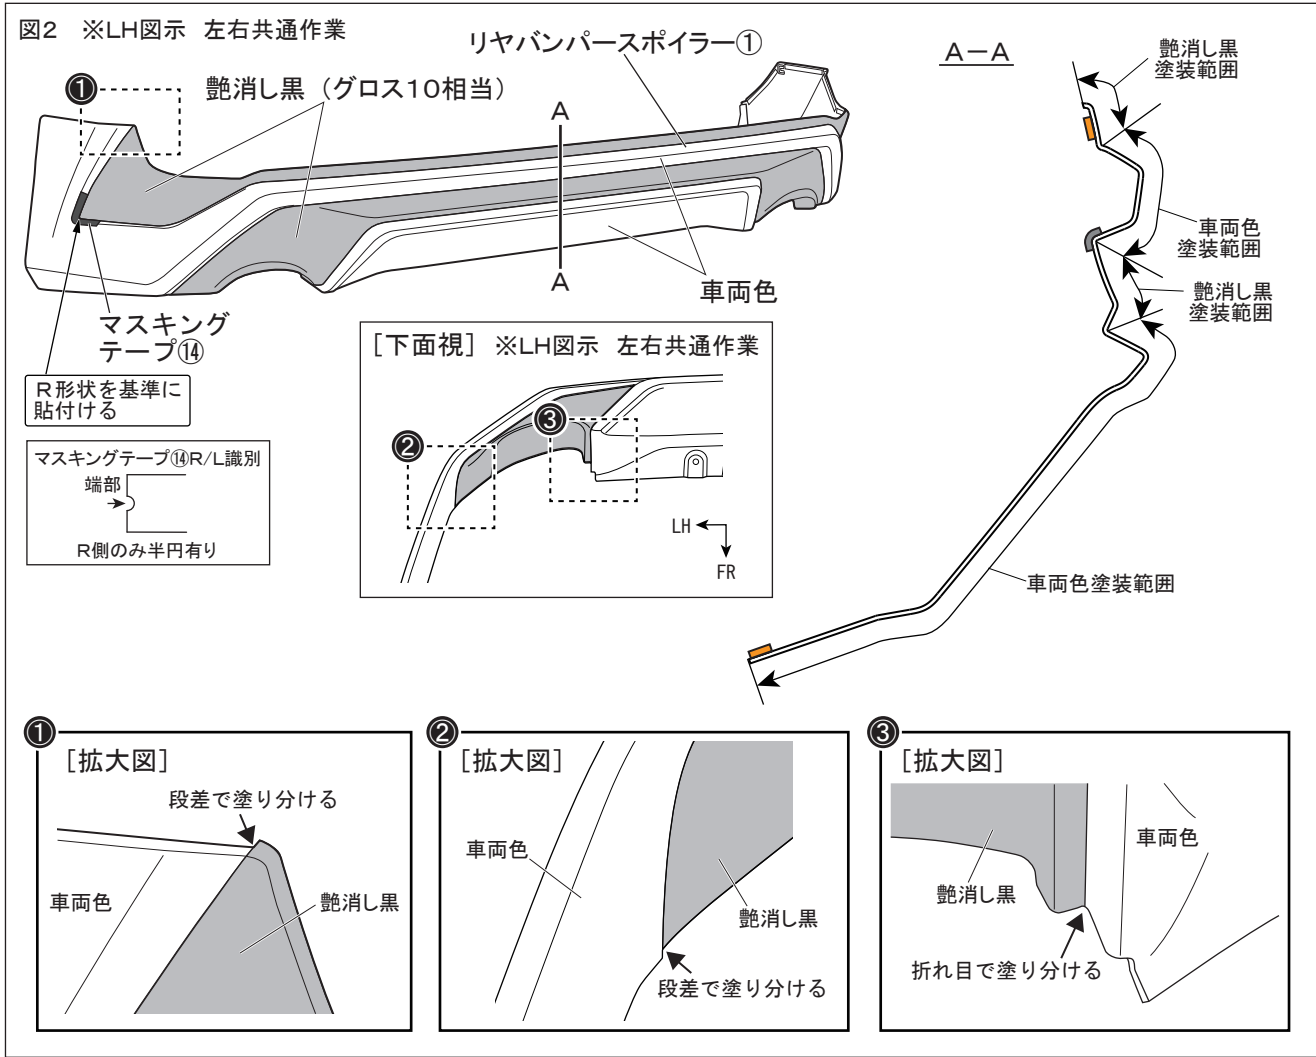 図2 ※LH図示 左右共通作業
リヤバンパースポイラー①
A－A
❶
艶消し黒（グロス10相当）
A
A
車両色
マスキング
テープ⑭
R形状を基準に
貼付ける
マスキングテープ⑭R/L識別
端部
R側のみ半円有り
［下面視］ ※LH図示 左右共通作業
❷
❸
LH
FR
艶消し黒
塗装範囲
車両色
塗装範囲
艶消し黒
塗装範囲
車両色塗装範囲
❶
［拡大図］
段差で塗り分ける
車両色
艶消し黒
❷
［拡大図］
車両色
艶消し黒
段差で塗り分ける
❸
［拡大図］
車両色
艶消し黒
折れ目で塗り分ける